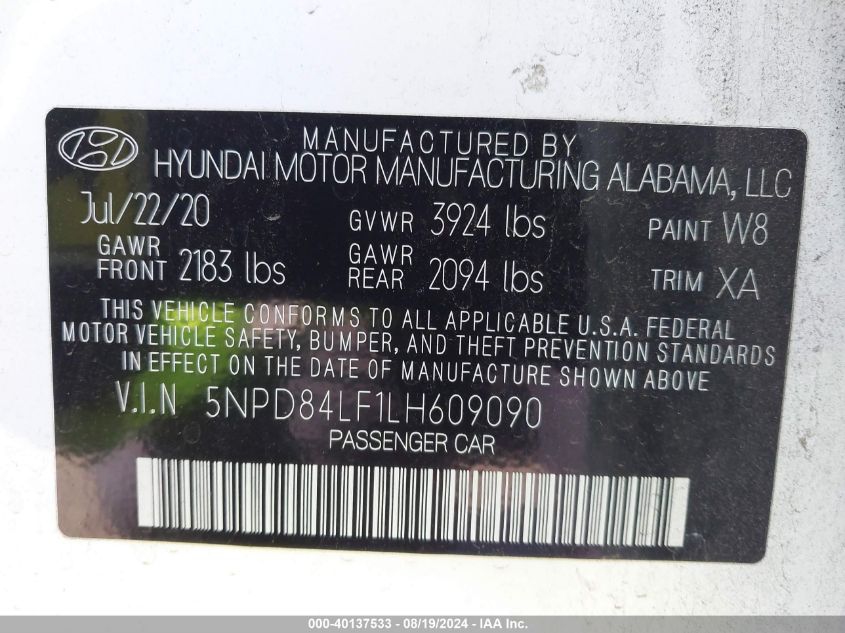 MANUFACTURED BY
HYUNDAI MOTOR MANUFACTURING ALABAMA, LLC
Jul/22/20 GVWR 3924 lbs PAINT W8
GAWR FRONT 2183 lbs GAWR REAR 2094 lbs TRIM XA
THIS VEHICLE CONFORMS TO ALL APPLICABLE U.S.A. FEDERAL
MOTOR VEHICLE SAFETY, BUMPER, AND THEFT PREVENTION STANDARDS
IN EFFECT ON THE DATE OF MANUFACTURE SHOWN ABOVE.
V.I.N 5NPD84LF1LH609090
PASSENGER CAR
000-40137533 - 08/19/2024 - IAA Inc.